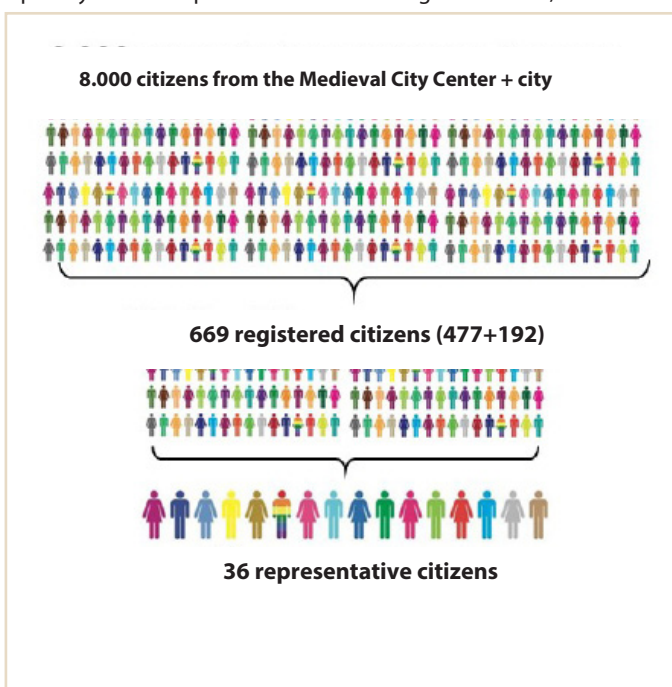 8.000 citizens from the Medieval City Center + city
669 registered citizens (477+192)
36 representative citizens